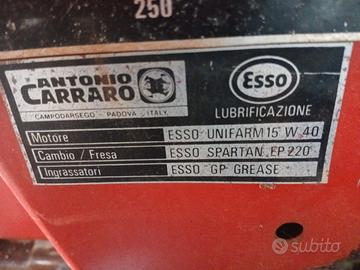 250
ANTONIO
CARRARO
CAMPODARSEGO - PADOVA - ITALY
Esso
LUBRIFICAZIONE
Motore ESSO UNIFARM 15 W 40
Cambio / Fresa ESSO SPARTAN EP 220
Ingrassatori ESSO GP GREASE
subito